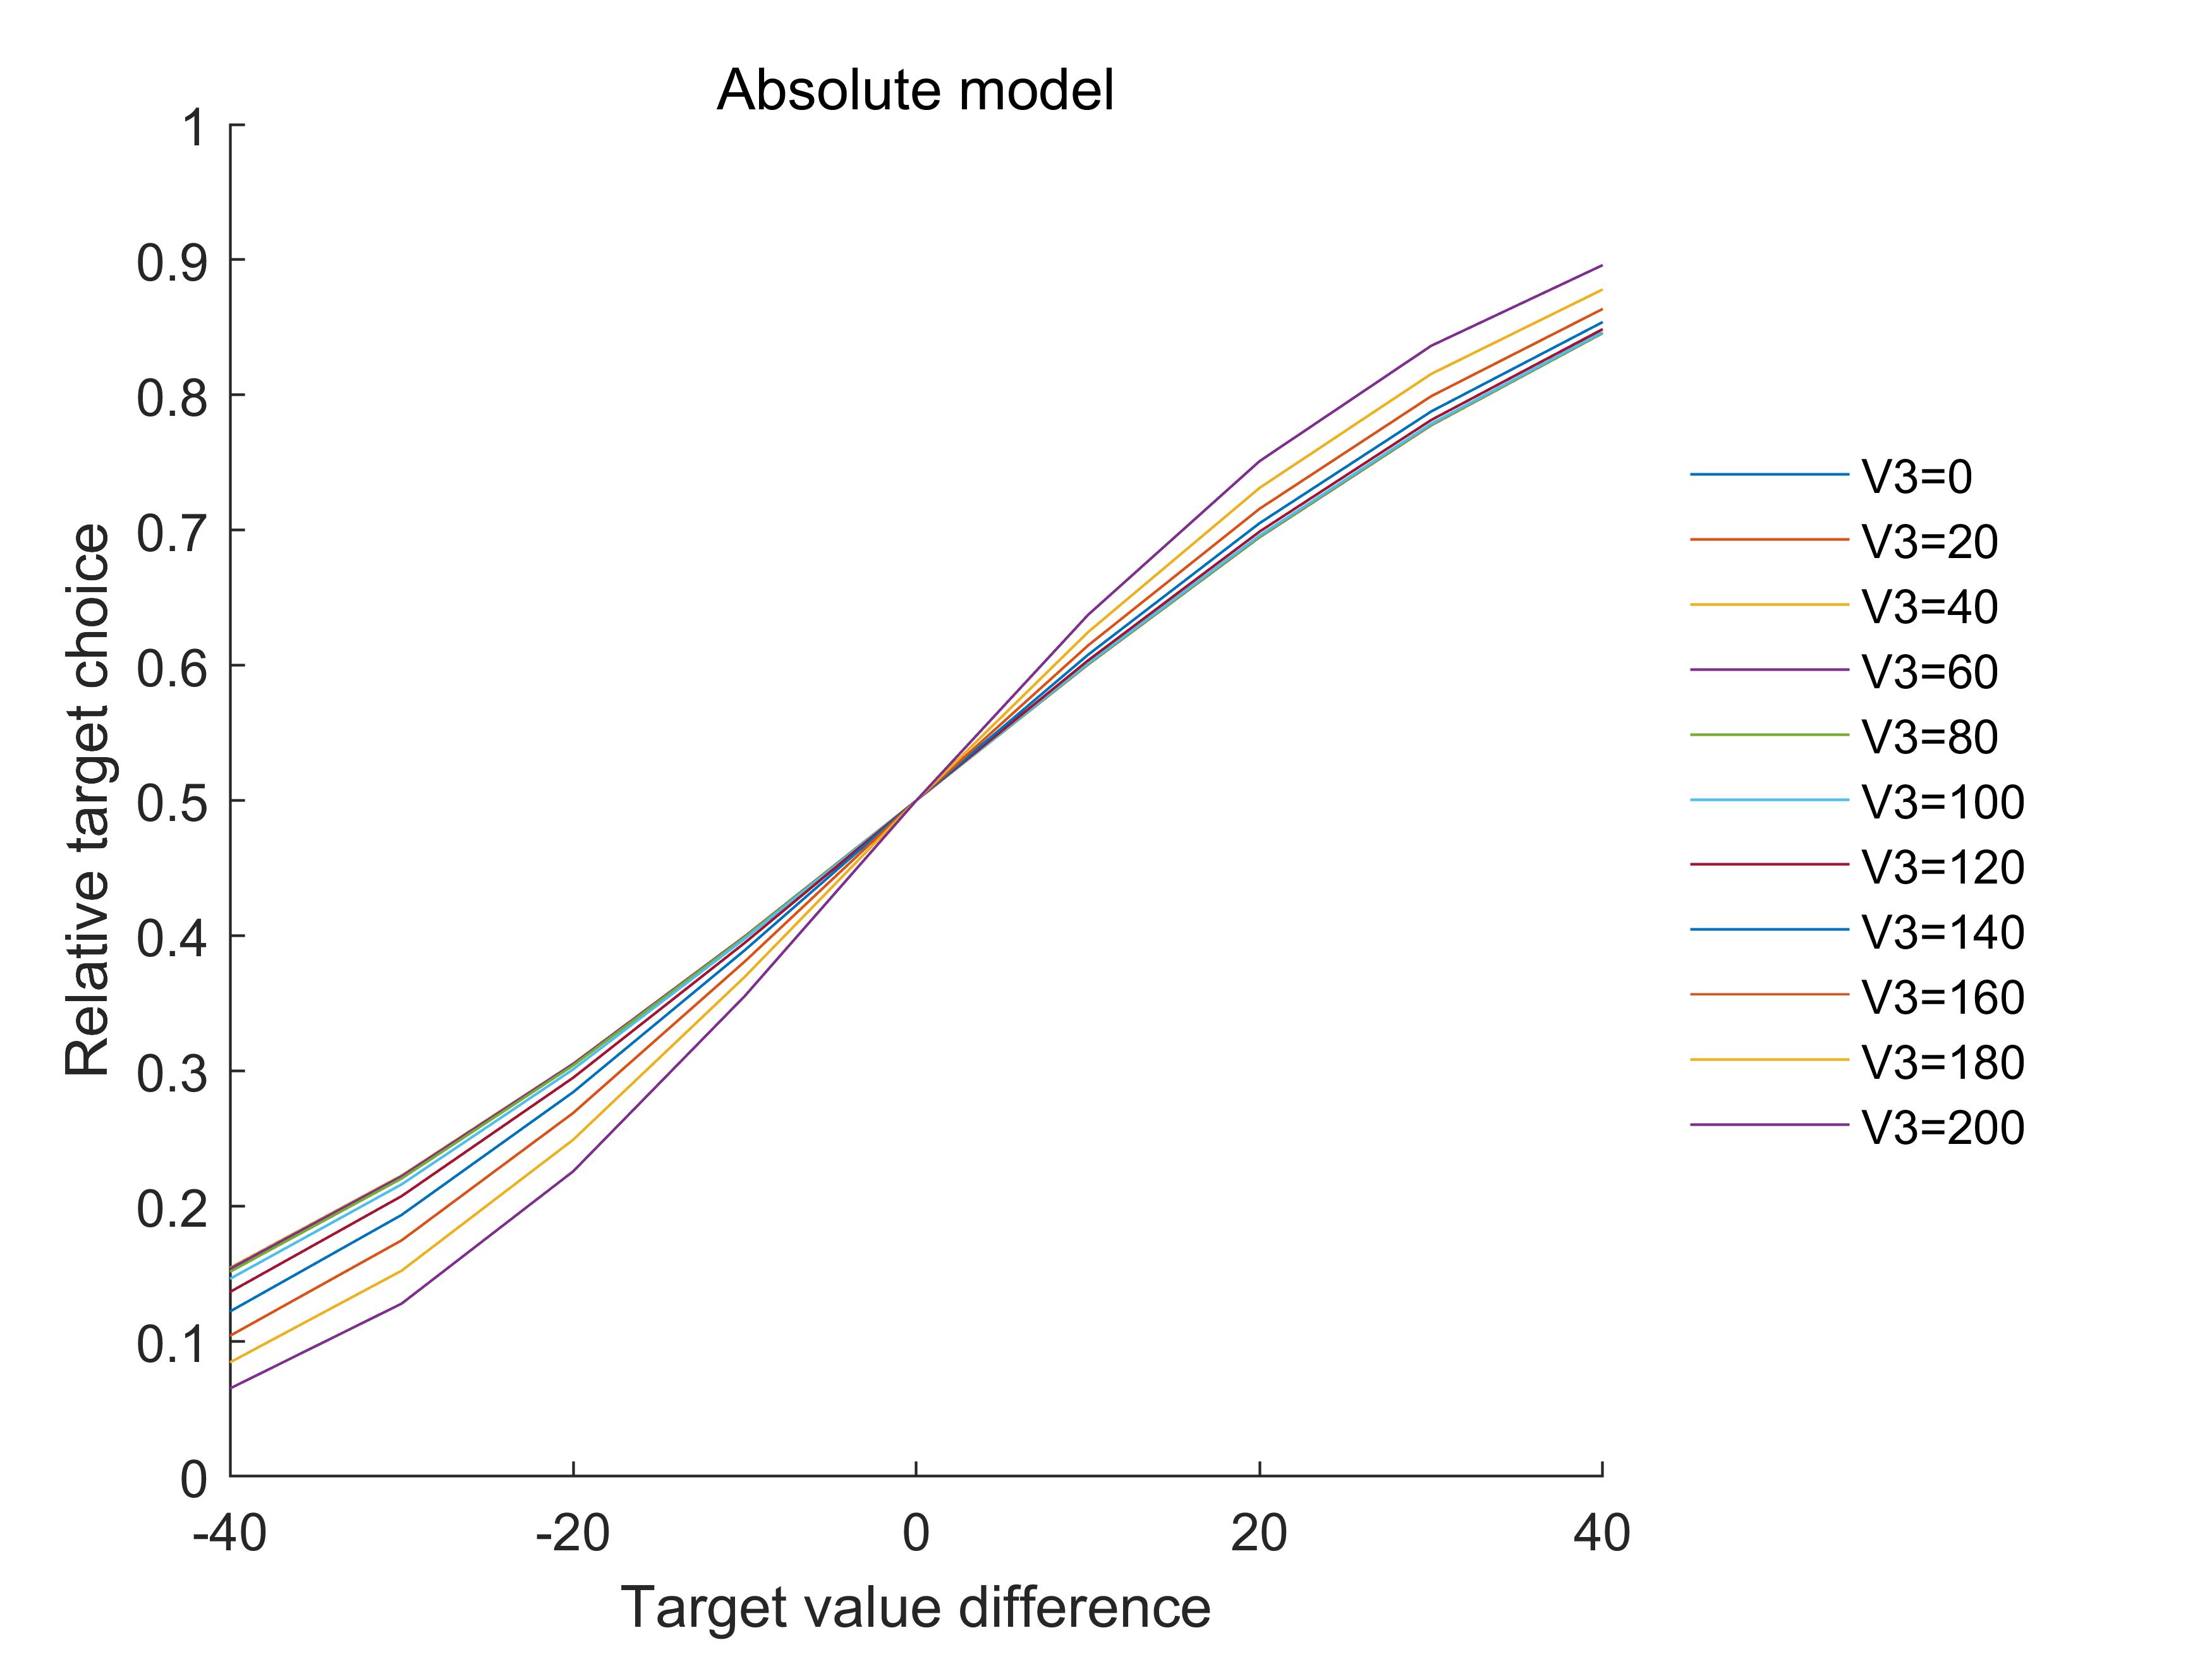 Absolute model
1
0.9
0.8
0.7
0.6
0.5
0.4
0.3
0.2
0.1
0
Relative target choice
-40 -20 0 20 40
Target value difference
V3=0
V3=20
V3=40
V3=60
V3=80
V3=100
V3=120
V3=140
V3=160
V3=180
V3=200